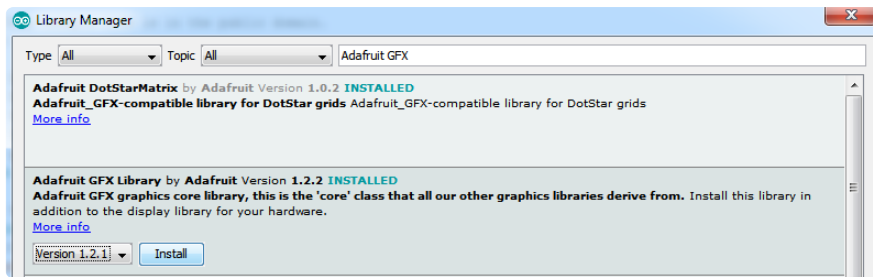 Library Manager
Type All Topic All Adafruit GFX
Adafruit DotStarMatrix by Adafruit Version 1.0.2 INSTALLED
Adafruit_GFX-compatible library for DotStar grids Adafruit_GFX-compatible library for DotStar grids
More info
Adafruit GFX Library by Adafruit Version 1.2.2 INSTALLED
Adafruit GFX graphics core library, this is the 'core' class that all our other graphics libraries derive from. Install this library in
addition to the display library for your hardware.
More info
Version 1.2.1 Install